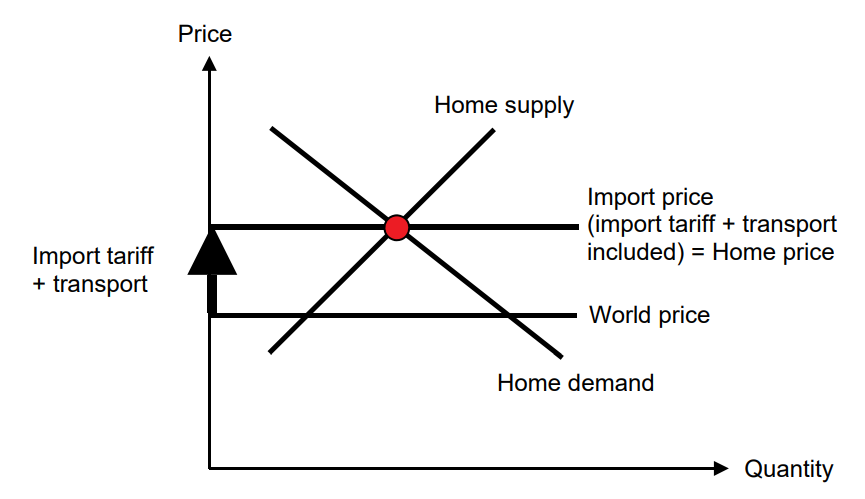 Price
Home supply
Import price
(import tariff + transport
included) = Home price
Import tariff
+ transport
World price
Home demand
Quantity